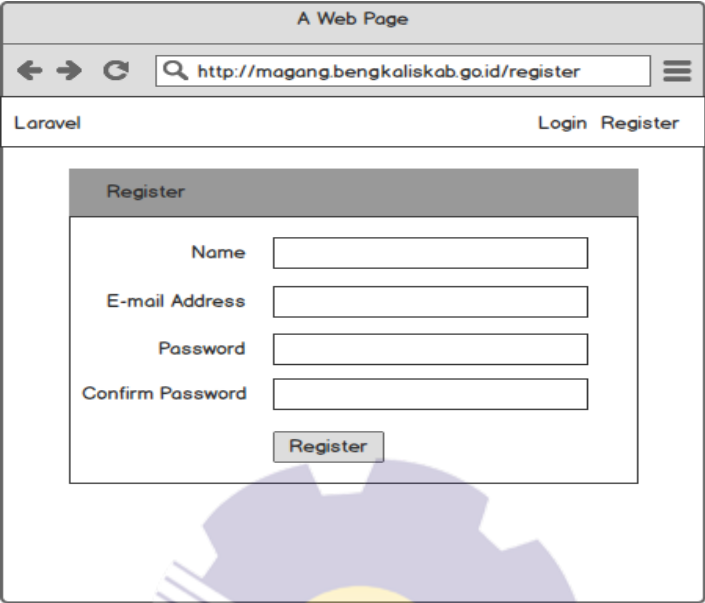 A Web Page
http://magang.bengkaliskab.go.id/register
Laravel Login Register
Register
Name
E-mail Address
Password
Confirm Password
Register